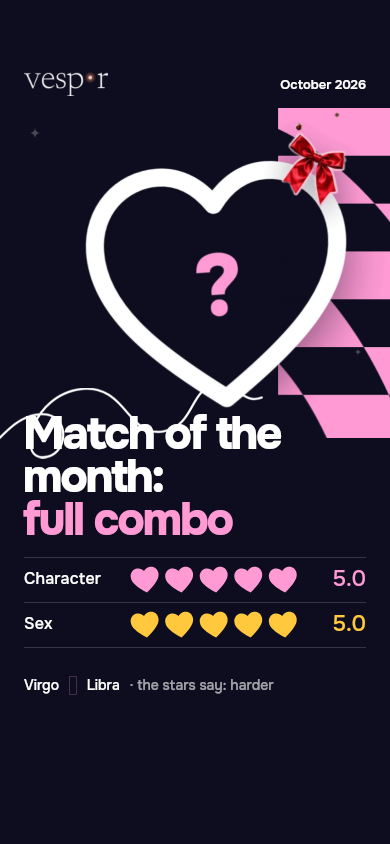 vesper
October 2026
?
Match of the
month:
full combo
Character 5.0
Sex 5.0
Virgo Libra · the stars say: harder